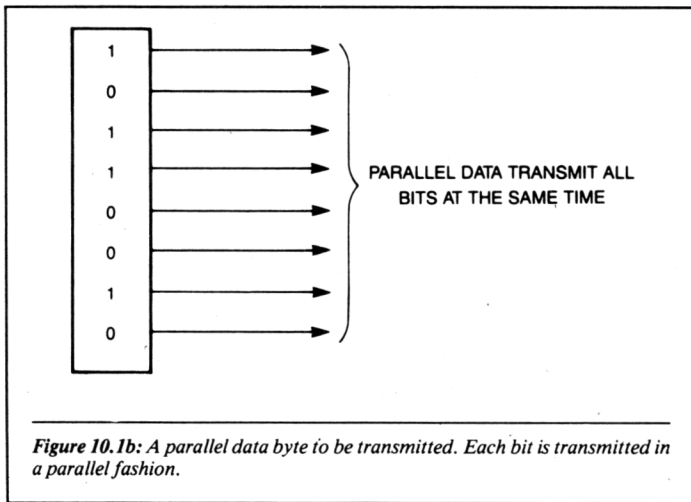 1
0
1
1
0
0
1
0
PARALLEL DATA TRANSMIT ALL
BITS AT THE SAME TIME
Figure 10.1b: A parallel data byte to be transmitted. Each bit is transmitted in
a parallel fashion.